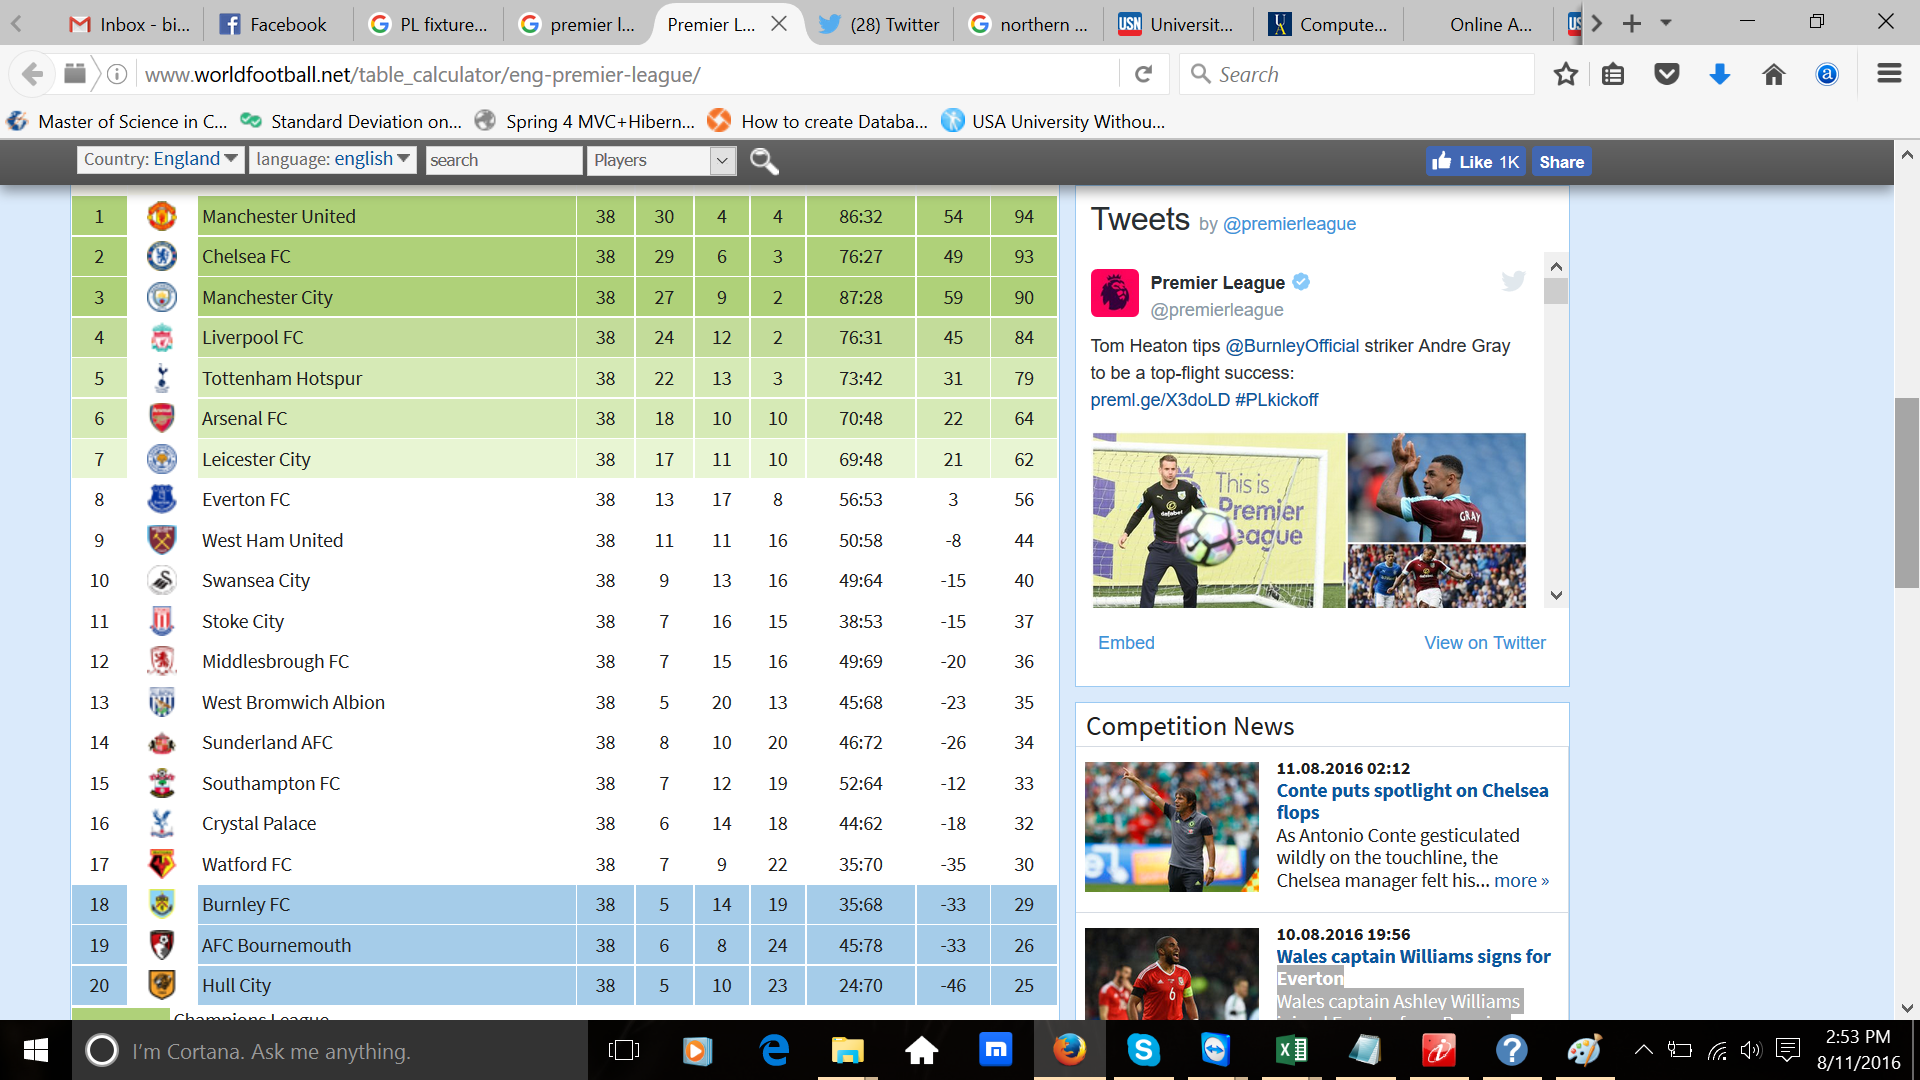 Inbox - bi...
Facebook
PL fixture...
premier l...
Premier L...
(28) Twitter
northern ...
USN Universit...
Compute...
Online A...
www.worldfootball.net/table_calculator/eng-premier-league/
Search
Master of Science in C...
Standard Deviation on...
Spring 4 MVC+Hibern...
How to create Databa...
USA University Withou...
Country: England
language: english
search
Players
Like 1K
Share
1 Manchester United 38 30 4 4 86:32 54 94
2 Chelsea FC 38 29 6 3 76:27 49 93
3 Manchester City 38 27 9 2 87:28 59 90
4 Liverpool FC 38 24 12 2 76:31 45 84
5 Tottenham Hotspur 38 22 13 3 73:42 31 79
6 Arsenal FC 38 18 10 10 70:48 22 64
7 Leicester City 38 17 11 10 69:48 21 62
8 Everton FC 38 13 17 8 56:53 3 56
9 West Ham United 38 11 11 16 50:58 -8 44
10 Swansea City 38 9 13 16 49:64 -15 40
11 Stoke City 38 7 16 15 38:53 -15 37
12 Middlesbrough FC 38 7 15 16 49:69 -20 36
13 West Bromwich Albion 38 5 20 13 45:68 -23 35
14 Sunderland AFC 38 8 10 20 46:72 -26 34
15 Southampton FC 38 7 12 19 52:64 -12 33
16 Crystal Palace 38 6 14 18 44:62 -18 32
17 Watford FC 38 7 9 22 35:70 -35 30
18 Burnley FC 38 5 14 19 35:68 -33 29
19 AFC Bournemouth 38 6 8 24 45:78 -33 26
20 Hull City 38 5 10 23 24:70 -46 25
Champions League
Tweets by @premierleague
Premier League
@premierleague
Tom Heaton tips @BurnleyOfficial striker Andre Gray
to be a top-flight success:
preml.ge/X3doLD #PLkickoff
This is
Premier
eague
GRAY
Embed
View on Twitter
Competition News
11.08.2016 02:12
Conte puts spotlight on Chelsea
flops
As Antonio Conte gesticulated
wildly on the touchline, the
Chelsea manager felt his... more »
10.08.2016 19:56
Wales captain Williams signs for
Everton
Wales captain Ashley Williams
I'm Cortana. Ask me anything.
2:53 PM
8/11/2016